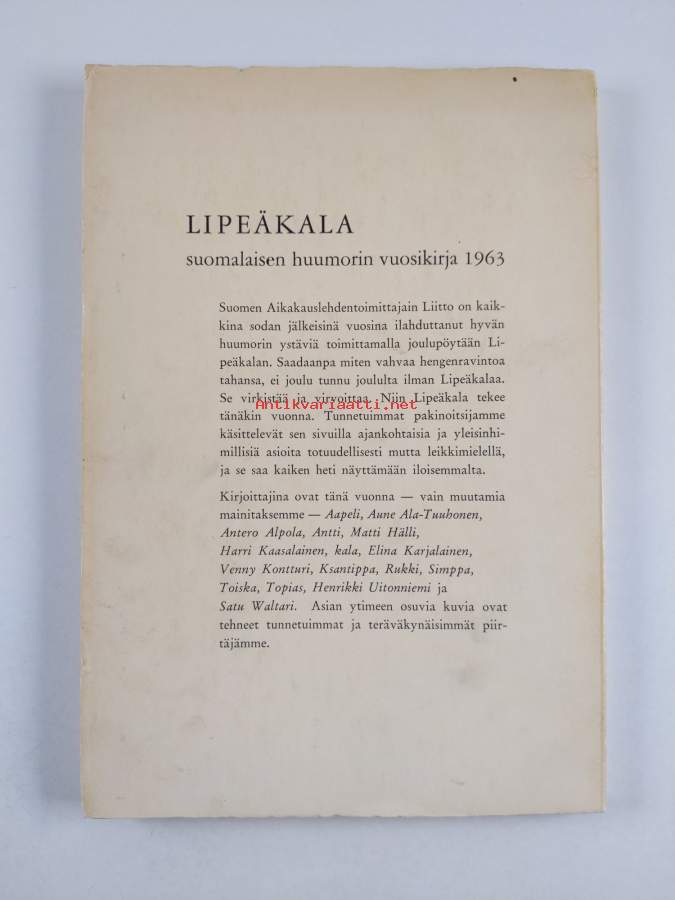 LIPEÄKALA
suomalaisen huumorin vuosikirja 1963
Suomen Aikakauslehdentoimittajain Liitto on kaik-
kina sodan jälkeisinä vuosina ilahduttanut hyvän
huumorin ystäviä toimittamalla joulupöytään Li-
peäkalan. Saadaanpa miten vahvaa hengenravintoa
tahansa, ei joulu tunnu joululta ilman Lipeäkalaa.
Se virkistää ja virvoittaa. Niin Lipeäkala tekee
Antikvariaatti.net
tänäkin vuonna. Tunnetuimmat pakinoitsijamme
käsittelevät sen sivuilla ajankohtaisia ja yleisinhi-
millisiä asioita totuudellisesti mutta leikkimielellä,
ja se saa kaiken heti näyttämään iloisemmalta.
Kirjoittajina ovat tänä vuonna — vain muutamia
mainitaksemme — Aapeli, Aune Ala-Tuuhonen,
Antero Alpola, Antti, Matti Hälli,
Harri Kaasalainen, kala, Elina Karjalainen,
Venny Kontturi, Ksantippa, Rukki, Simppa,
Toiska, Topias, Henrikki Uitonniemi ja
Satu Waltari. Asian ytimeen osuvia kuvia ovat
tehneet tunnetuimmat ja teräväkynäisimmät piir-
täjämme.